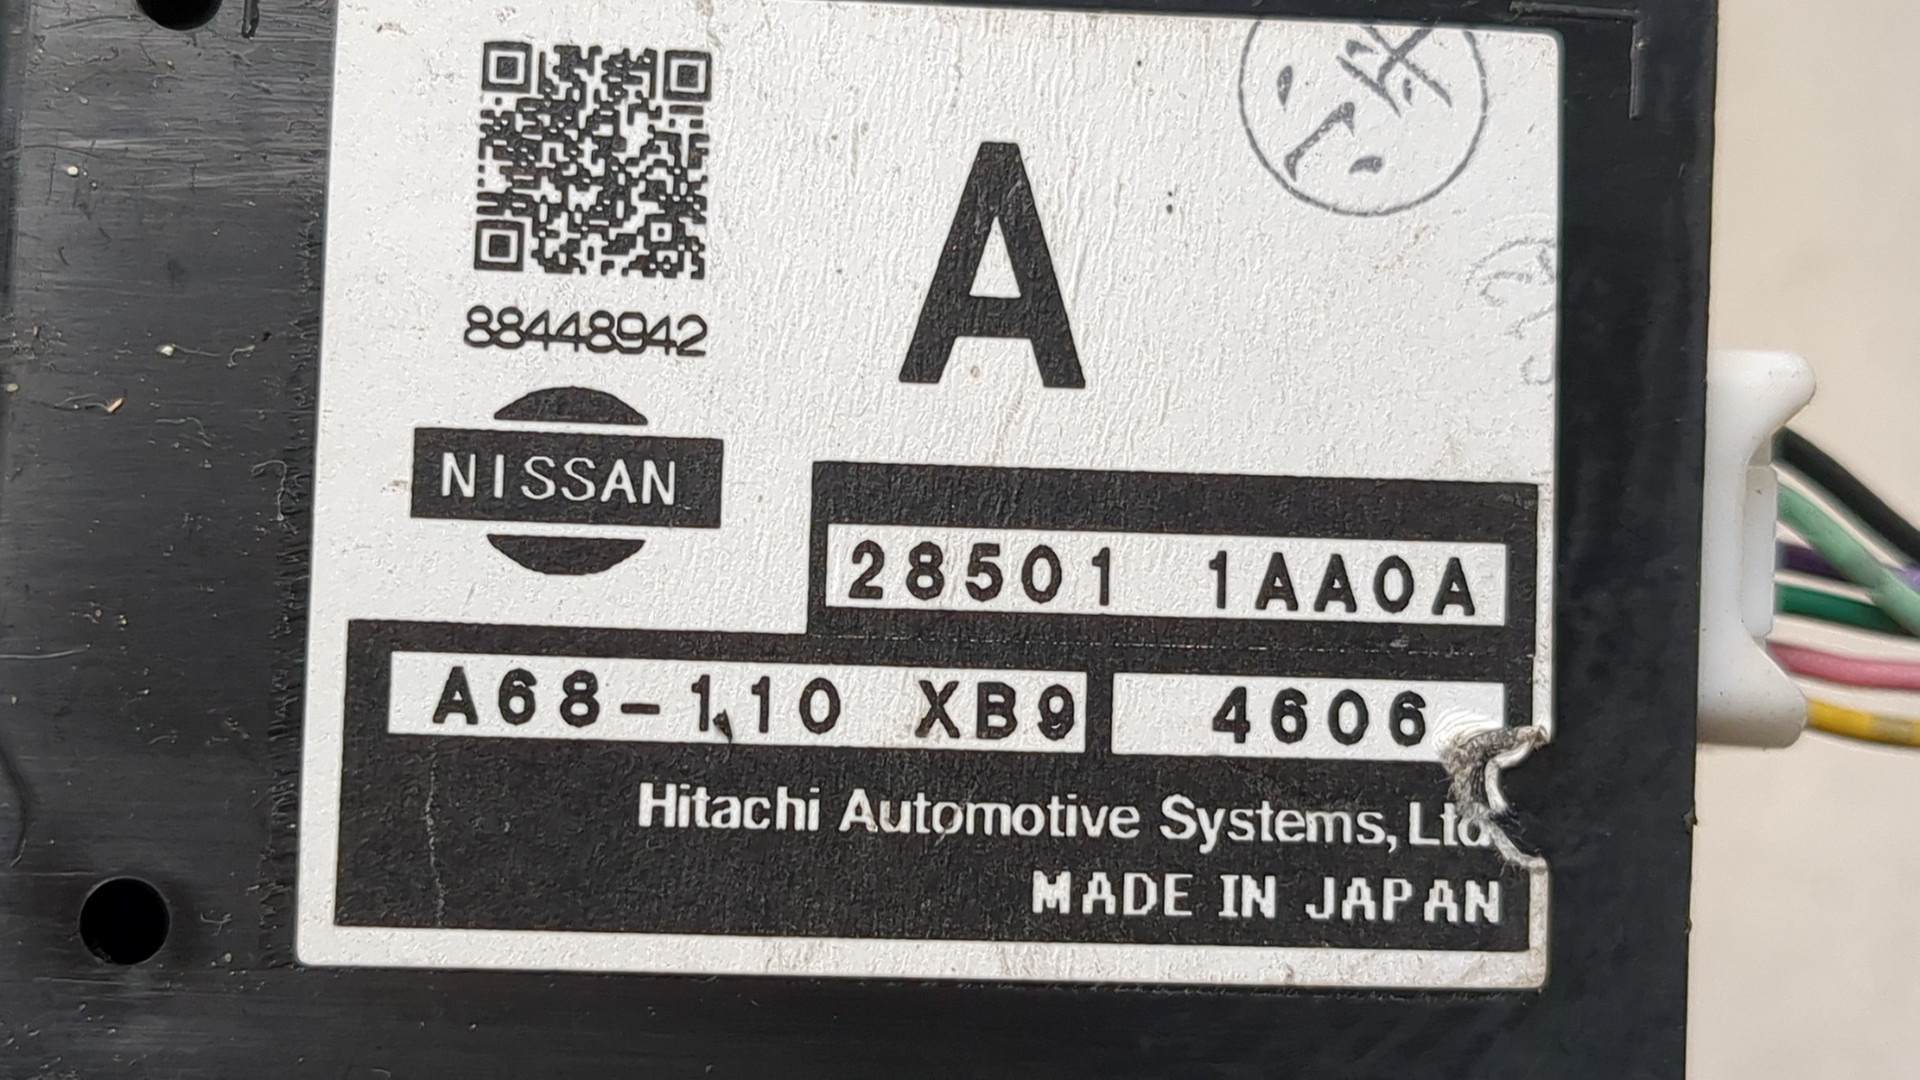 A
88448942
NISSAN
28501 1AA0A
A68-110 XB9 4606
Hitachi Automotive Systems, Ltd
MADE IN JAPAN